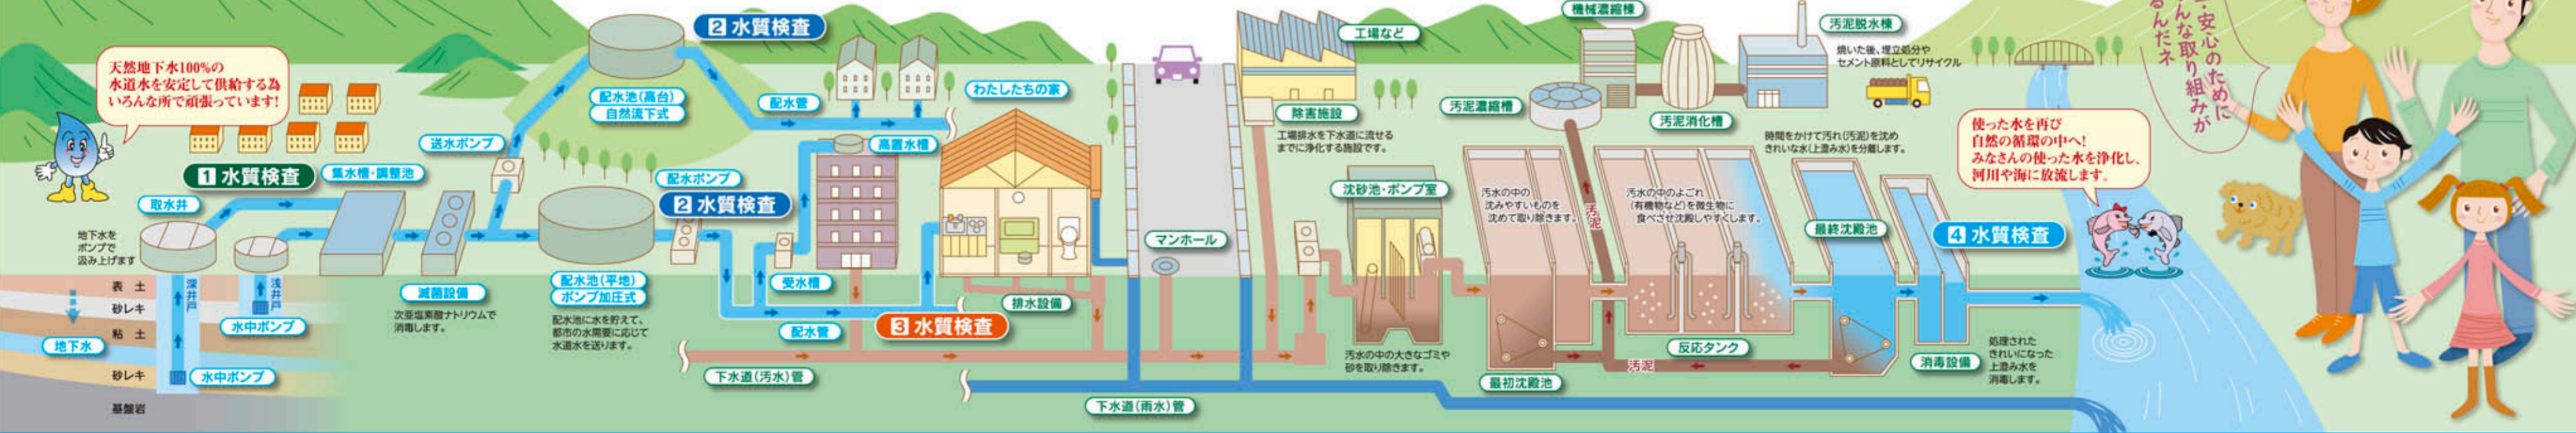 天然地下水100%の
水道水を安定して供給する為
いろんな所で頑張っています!
1 水質検査
取水井
地下水を
ポンプで
汲み上げます
表土
砂レキ
粘土
地下水
砂レキ
基盤岩
深井戸
浅井戸
水中ポンプ
水中ポンプ
集水槽・調整池
滅菌設備
次亜塩素酸ナトリウムで
消毒します。
送水ポンプ
配水池(高台)
自然流下式
2 水質検査
配水管
配水池(平地)
ポンプ加圧式
配水池に水を貯えて、
都市の水需要に応じて
水道水を送ります。
配水ポンプ
2 水質検査
高置水槽
受水槽
配水管
わたしたちの家
3 水質検査
排水設備
下水道(汚水)管
下水道(雨水)管
マンホール
工場など
除害施設
工場排水を下水道に流せる
までに浄化する施設です。
沈砂池・ポンプ室
汚水の中の大きなゴミや
砂を取り除きます。
汚泥濃縮槽
機械濃縮棟
汚泥消化槽
汚泥脱水棟
焼いた後、埋立処分や
セメント原料としてリサイクル
汚水の中の
沈みやすいものを
沈めて取り除きます。
最初沈殿池
汚泥
汚水の中のよごれ
(有機物など)を微生物に
食べさせ沈殿しやすくします。
反応タンク
汚泥
時間をかけて汚れ(汚泥)を沈め
きれいな水(上澄み水)を分離します。
最終沈殿池
4 水質検査
消毒設備
処理された
きれいになった
上澄み水を
消毒します。
使った水を再び
自然の循環の中へ!
みなさんの使った水を浄化し、
河川や海に放流します。
・安心のために
んな取り組みが
るんだネ